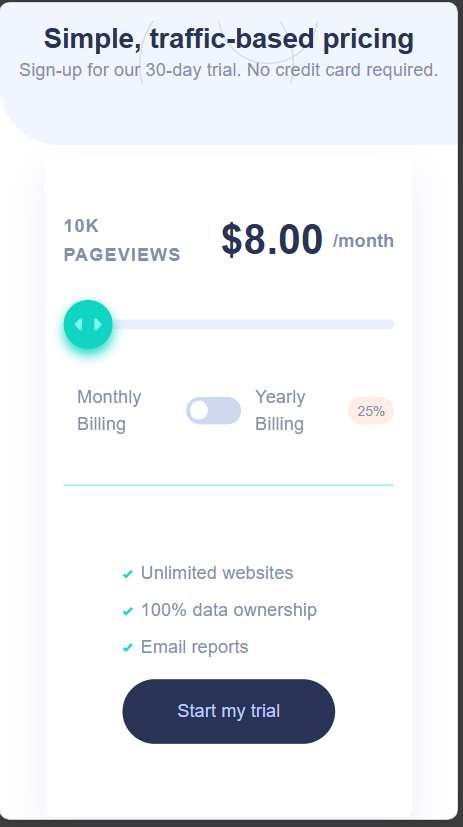 Simple, traffic-based pricing
Sign-up for our 30-day trial. No credit card required.
10K
PAGEVIEWS
$8.00 /month
Monthly
Billing
Yearly
Billing
25%
Unlimited websites
100% data ownership
Email reports
Start my trial